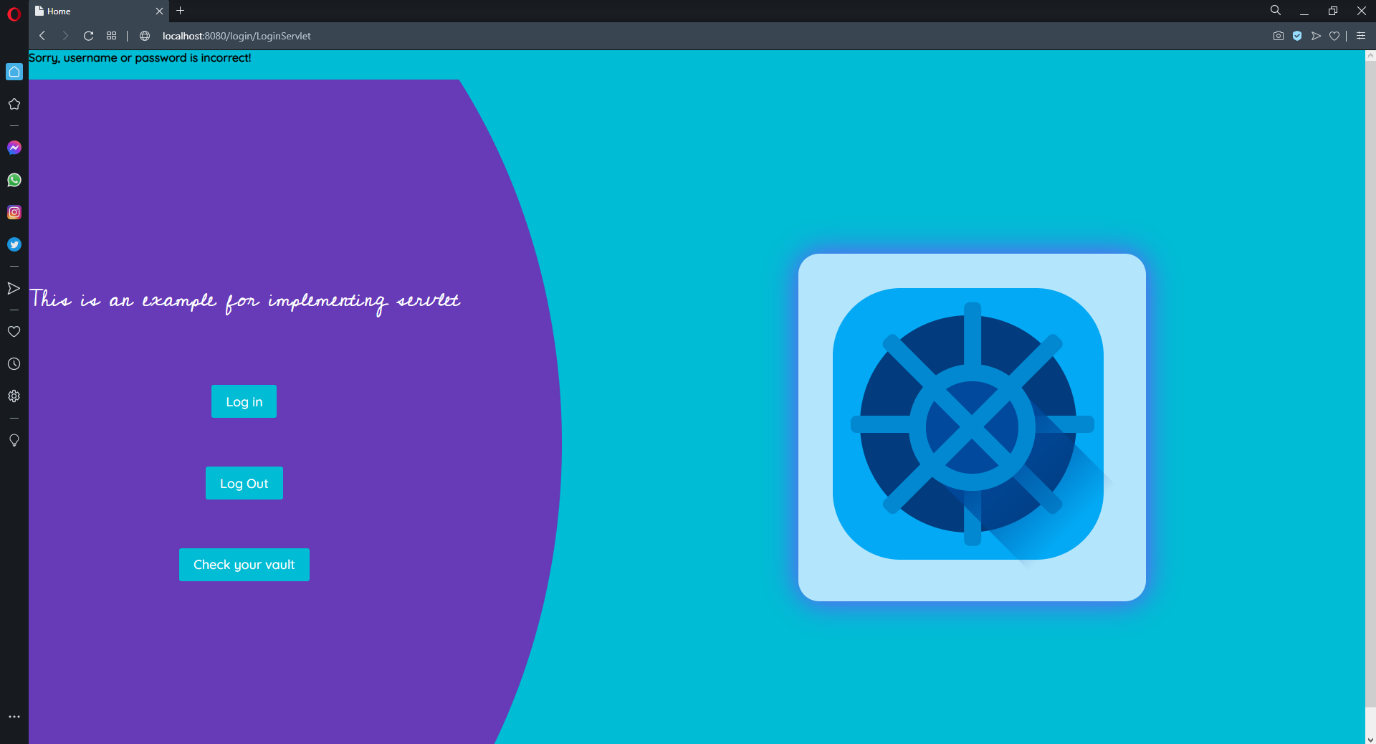 Home
localhost:8080/login/LoginServlet
Sorry, username or password is incorrect!
This is an example for implementing servlet
Log in
Log Out
Check your vault